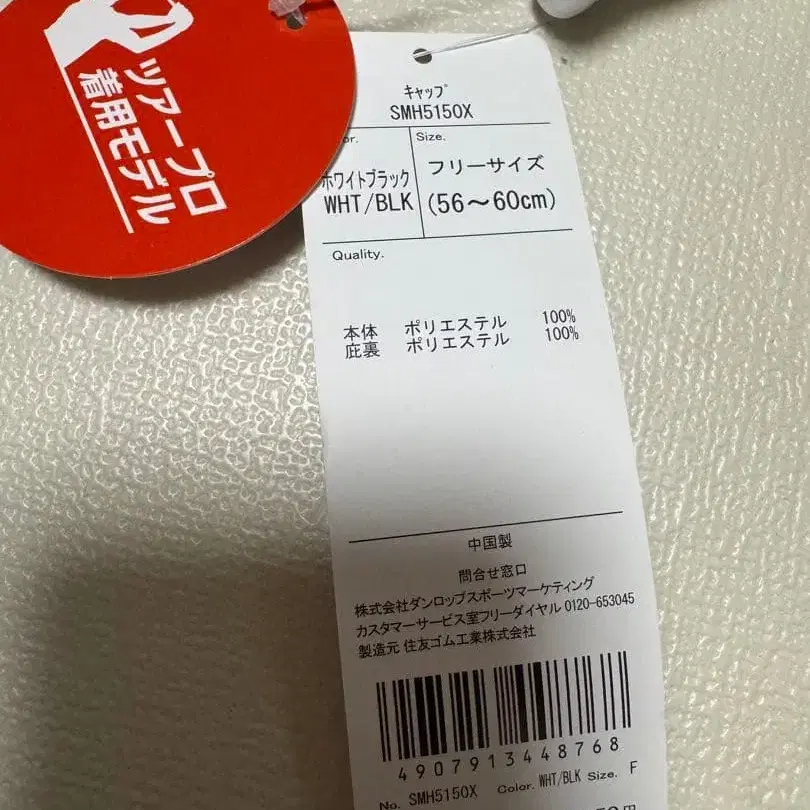 ツアープロ
着用モデル
キャップ
SMH5150X
or.
Size.
ホワイトブラック
WHT/BLK
フリーサイズ
(56～60cm)
Quality.
本体 ポリエステル 100%
庇裏 ポリエステル 100%
中国製
問合せ窓口
株式会社ダンロップスポーツマーケティング
カスタマーサービス室フリーダイヤル 0120-653045
製造元 住友ゴム工業株式会社
4907913448768
No. SMH5150X Color. WHT/BLK Size. F
円